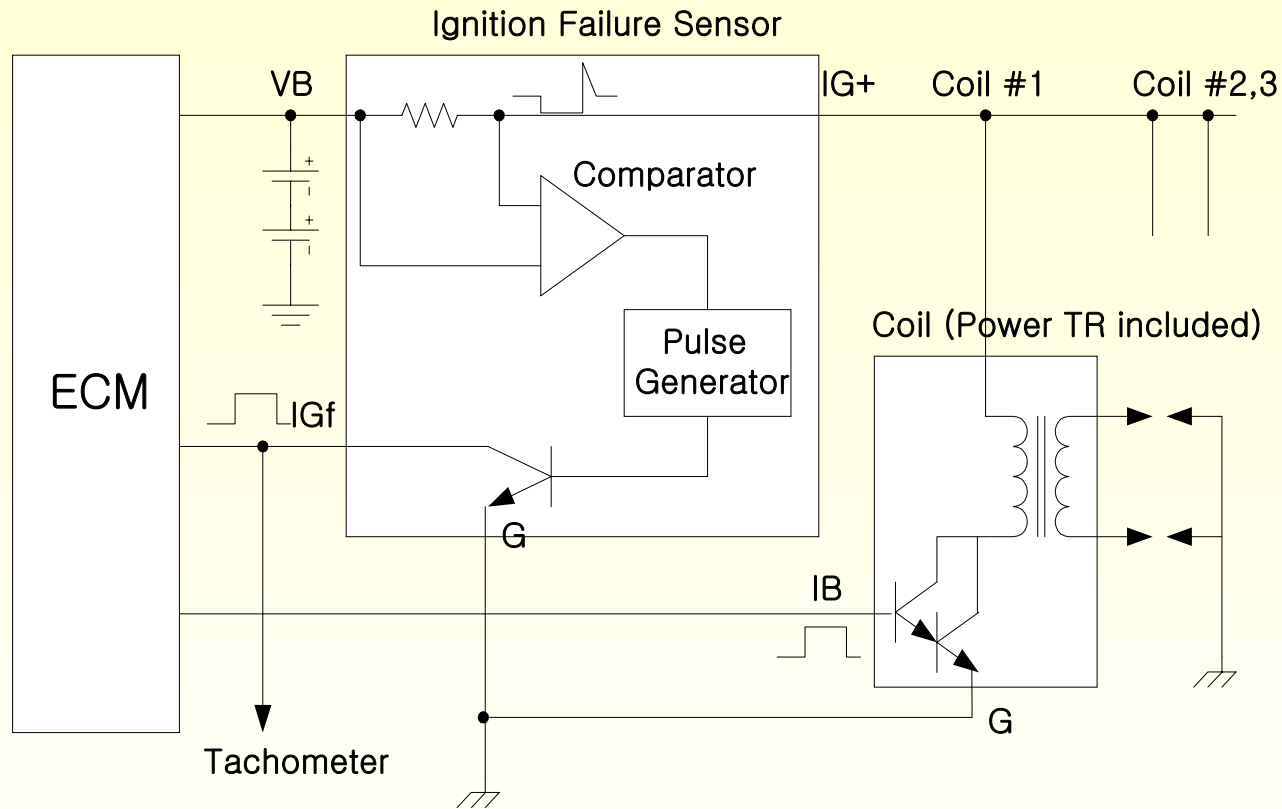 Ignition Failure Sensor
VB
IG+
Coil #1
Coil #2,3
+
-
+
-
Comparator
Pulse
Generator
Coil (Power TR included)
ECM
IGf
G
IB
G
Tachometer